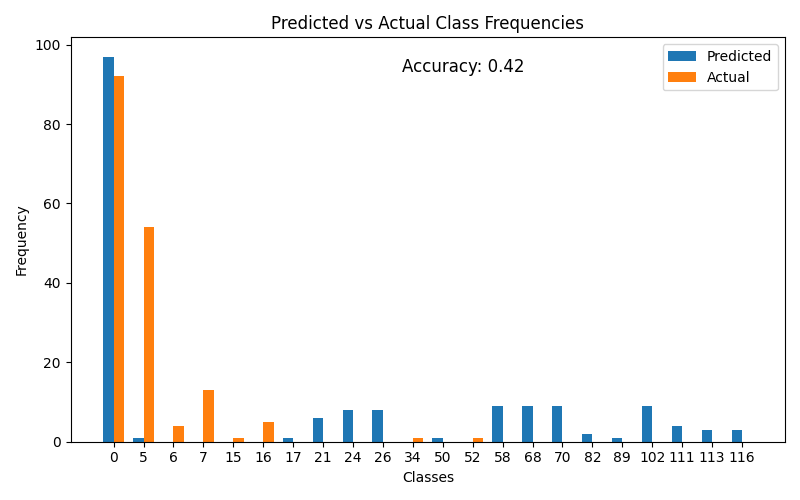 Predicted vs Actual Class Frequencies
Accuracy: 0.42
Predicted
Actual
Frequency
100
80
60
40
20
0
0 5 6 7 15 16 17 21 24 26 34 50 52 58 68 70 82 89 102 111 113 116
Classes